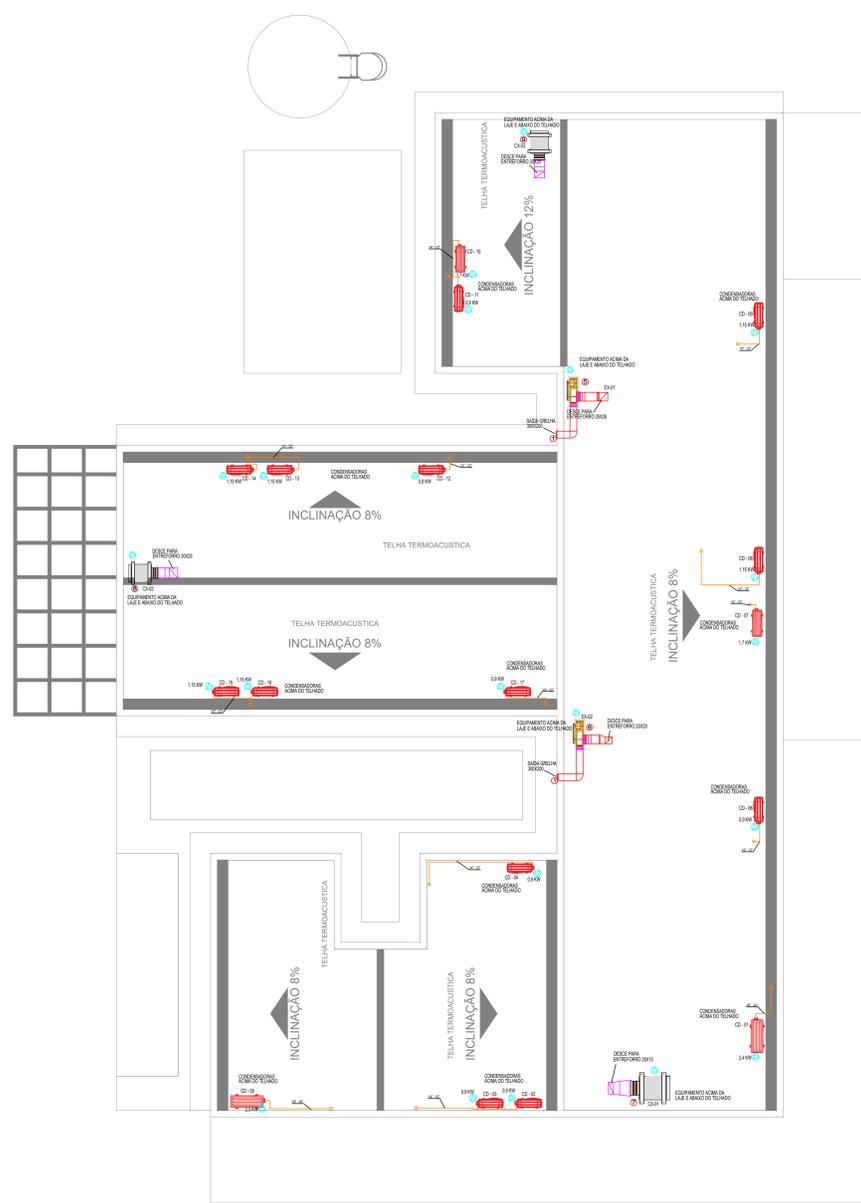 EQUIPAMENTO ACIMA DA
LAJE E ABAIXO DO TELHADO
CX-03
DESCE PARA
TELHA TERMOACUSTICA
INCLINAÇÃO 12%
CD - 10
CONDENSADORAS
ACIMA DO TELHADO
CD - 11
0,9 KW
CONDENSADORAS
ACIMA DO TELHADO
CD - 09
1,15 KW
EQUIPAMENTO ACIMA DA
LAJE E ABAIXO DO TELHADO
5
EX-01
DESCE PARA
ENTREFORRO 25X25
SAÍDA GRELHA
300X200
1
CONDENSADORAS
ACIMA DO TELHADO
1,15 KW
CD - 14
1,15 KW
CD - 13
0,9 KW
CD - 12
INCLINAÇÃO 8%
TELHA TERMOACUSTICA
DESCE PARA
ENTREFORRO 30X25
CX-02
EQUIPAMENTO ACIMA DA
LAJE E ABAIXO DO TELHADO
TELHA TERMOACUSTICA
INCLINAÇÃO 8%
1,15 KW
CD - 15
1,15 KW
CD - 16
CONDENSADORAS
ACIMA DO TELHADO
CONDENSADORAS
ACIMA DO TELHADO
0,9 KW
CD - 17
CD - 08
1,15 KW
CD - 07
CONDENSADORAS
ACIMA DO TELHADO
1,7 KW
TELHA TERMOACUSTICA
INCLINAÇÃO 8%
EX-02
6
EQUIPAMENTO ACIMA DA
LAJE E ABAIXO DO TELHADO
DESCE PARA
ENTREFORRO 20X20
SAÍDA GRELHA
300X200
CONDENSADORAS
ACIMA DO TELHADO
CD - 06
0,9 KW
CD - 04
0,9 KW
CONDENSADORAS
ACIMA DO TELHADO
TELHA TERMOACUSTICA
INCLINAÇÃO 8%
TELHA TERMOACUSTICA
INCLINAÇÃO 8%
CONDENSADORAS
ACIMA DO TELHADO
CD - 05
CONDENSADORAS
ACIMA DO TELHADO
0,9 KW
CD - 03
0,9 KW
CD - 02
CONDENSADORAS
ACIMA DO TELHADO
CD - 01
3,4 KW
DESCE PARA
ENTREFORRO 35X15
7
CX-01
EQUIPAMENTO ACIMA DA
LAJE E ABAIXO DO TELHADO